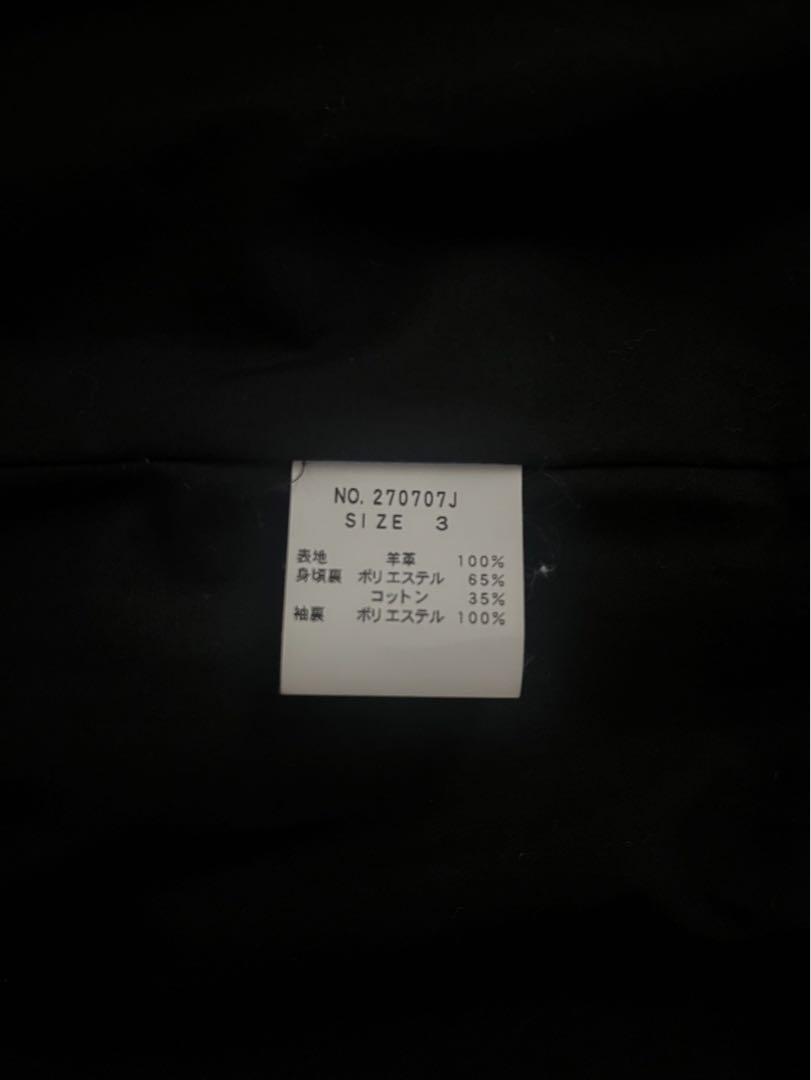 NO. 270707J
SIZE 3
表地 羊革 100%
身頃裏 ポリエステル 65%
コットン 35%
袖裏 ポリエステル 100%